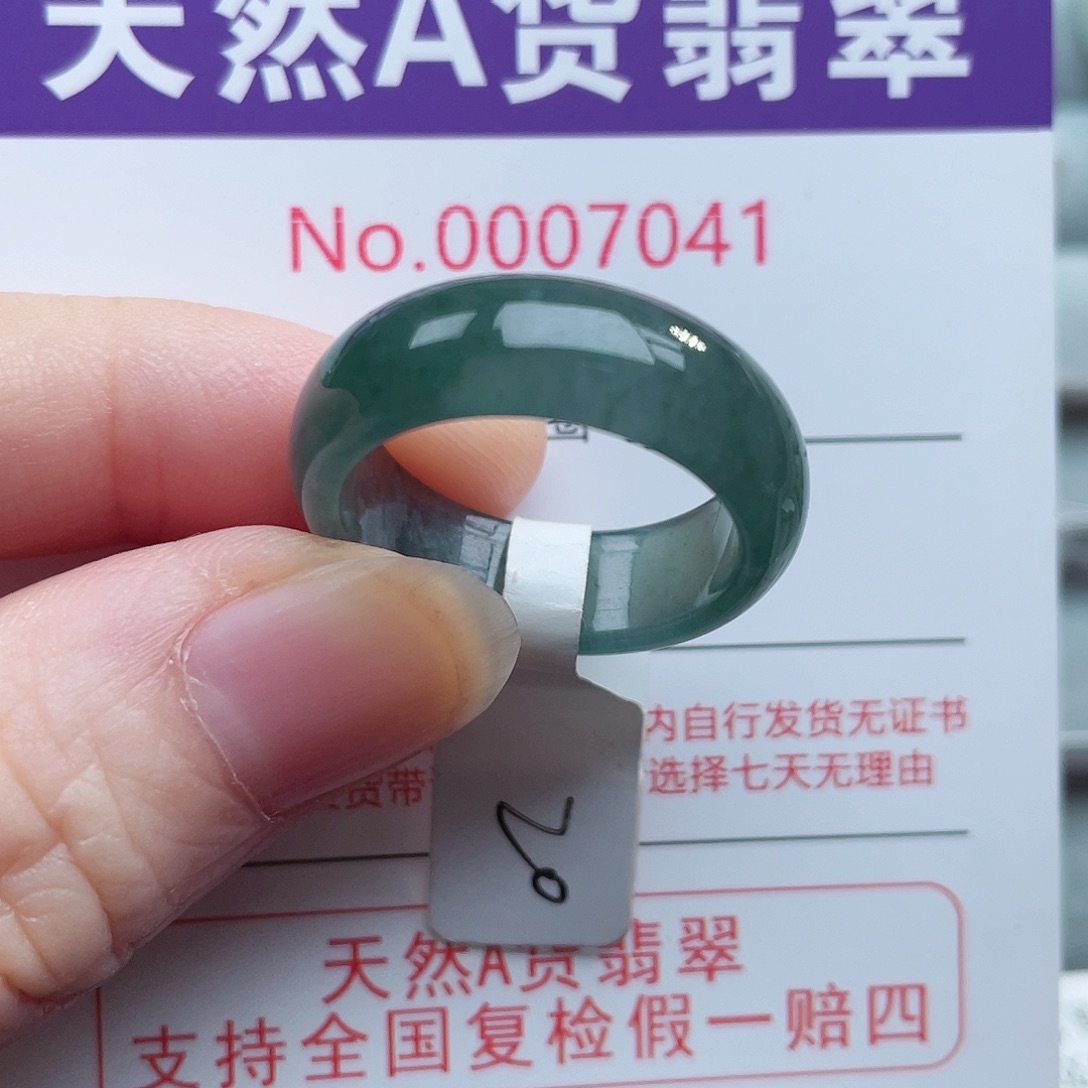 天然A货翡翠
No.0007041
内自行发货无证书
货带 选择七天无理由
天然A货翡翠
支持全国复检假一赔四